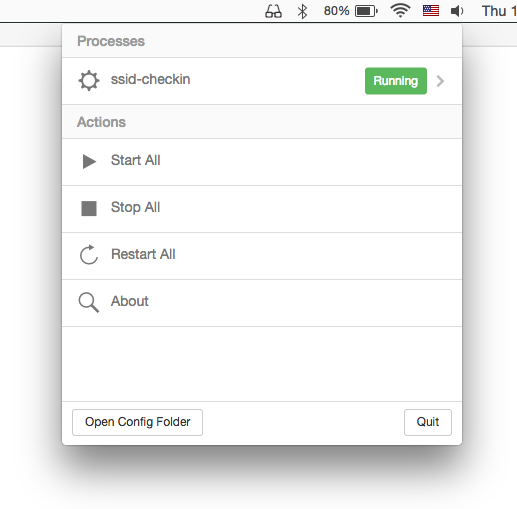 80% Thu 1
Processes
ssid-checkin Running
Actions
Start All
Stop All
Restart All
About
Open Config Folder Quit